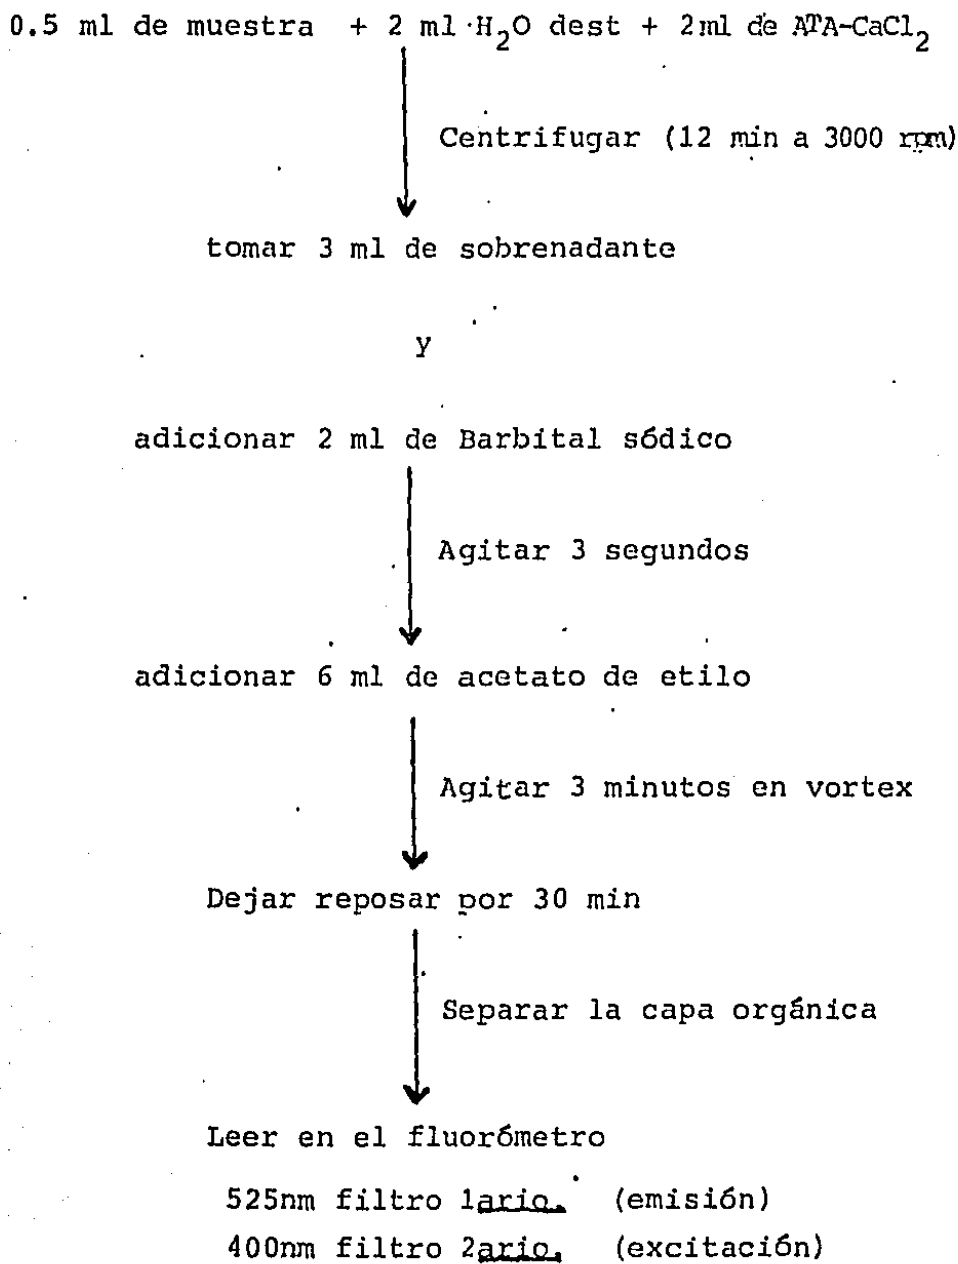 0.5 ml de muestra + 2 ml H₂O dest + 2ml de ATA-CaCl₂
Centrifugar (12 min a 3000 rpm)
tomar 3 ml de sobrenadante
y
adicionar 2 ml de Barbital sódico
Agitar 3 segundos
adicionar 6 ml de acetato de etilo
Agitar 3 minutos en vortex
Dejar reposar por 30 min
Separar la capa orgánica
Leer en el fluorómetro
525nm filtro 1ario. (emisión)
400nm filtro 2ario. (excitación)